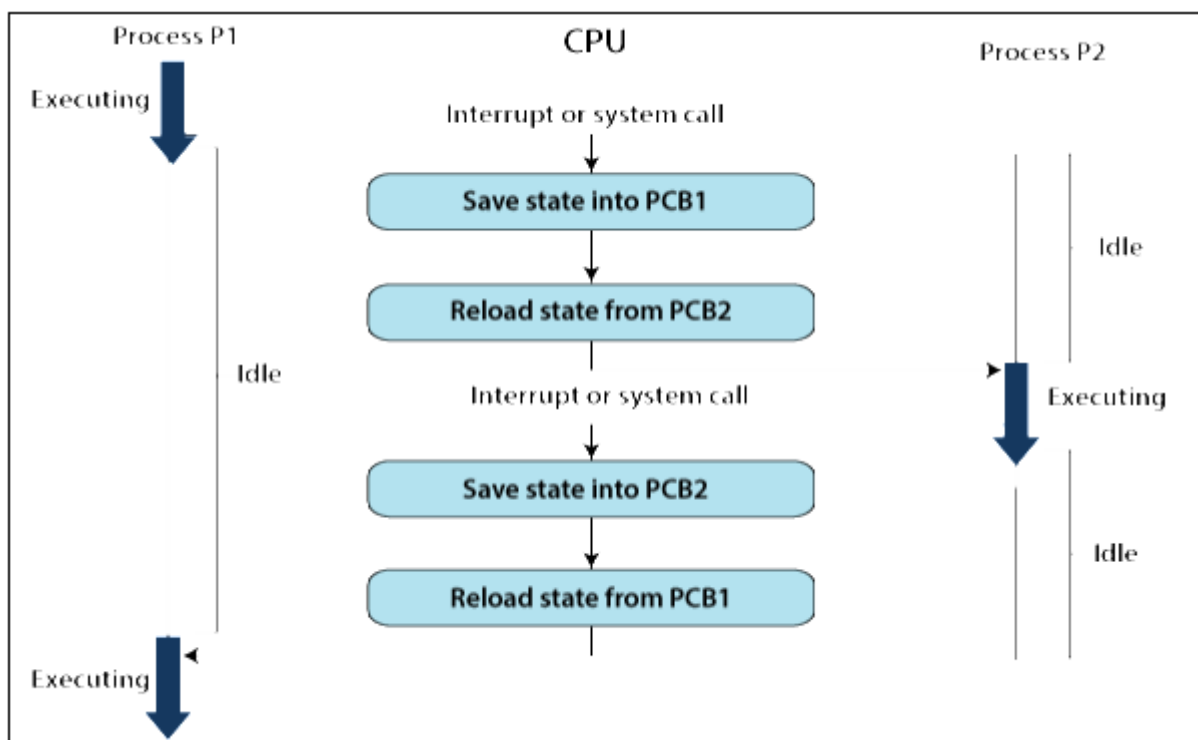 Process P1
CPU
Process P2
Executing
Interrupt or system call
Save state into PCB1
Idle
Reload state from PCB2
Idle
Interrupt or system call
Executing
Save state into PCB2
Idle
Reload state from PCB1
Executing